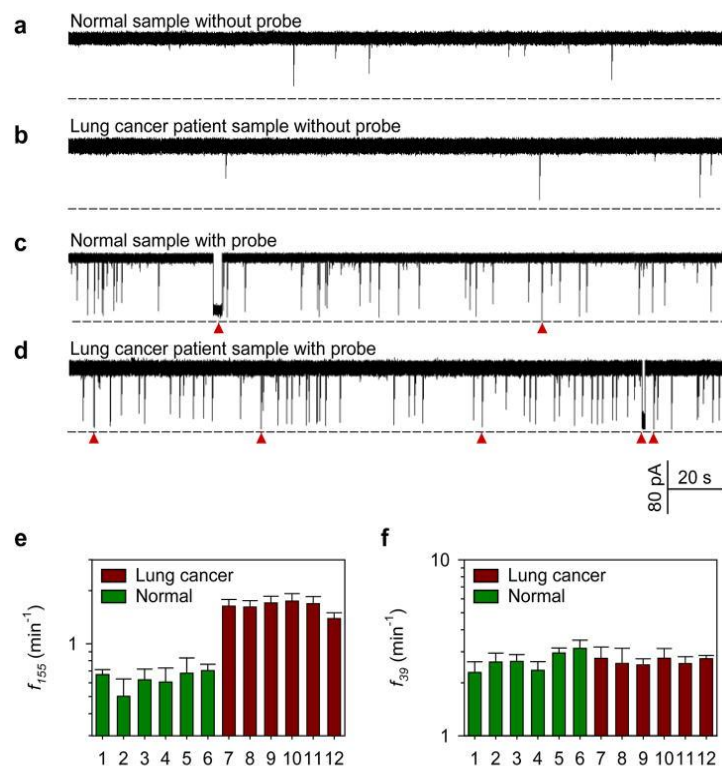 a Normal sample without probe
b Lung cancer patient sample without probe
c Normal sample with probe
d Lung cancer patient sample with probe
80 pA
20 s
e
Lung cancer
Normal
f155 (min-1)
1
1 2 3 4 5 6 7 8 9 10 11 12
f
Lung cancer
Normal
f39 (min-1)
10
1
1 2 3 4 5 6 7 8 9 10 11 12